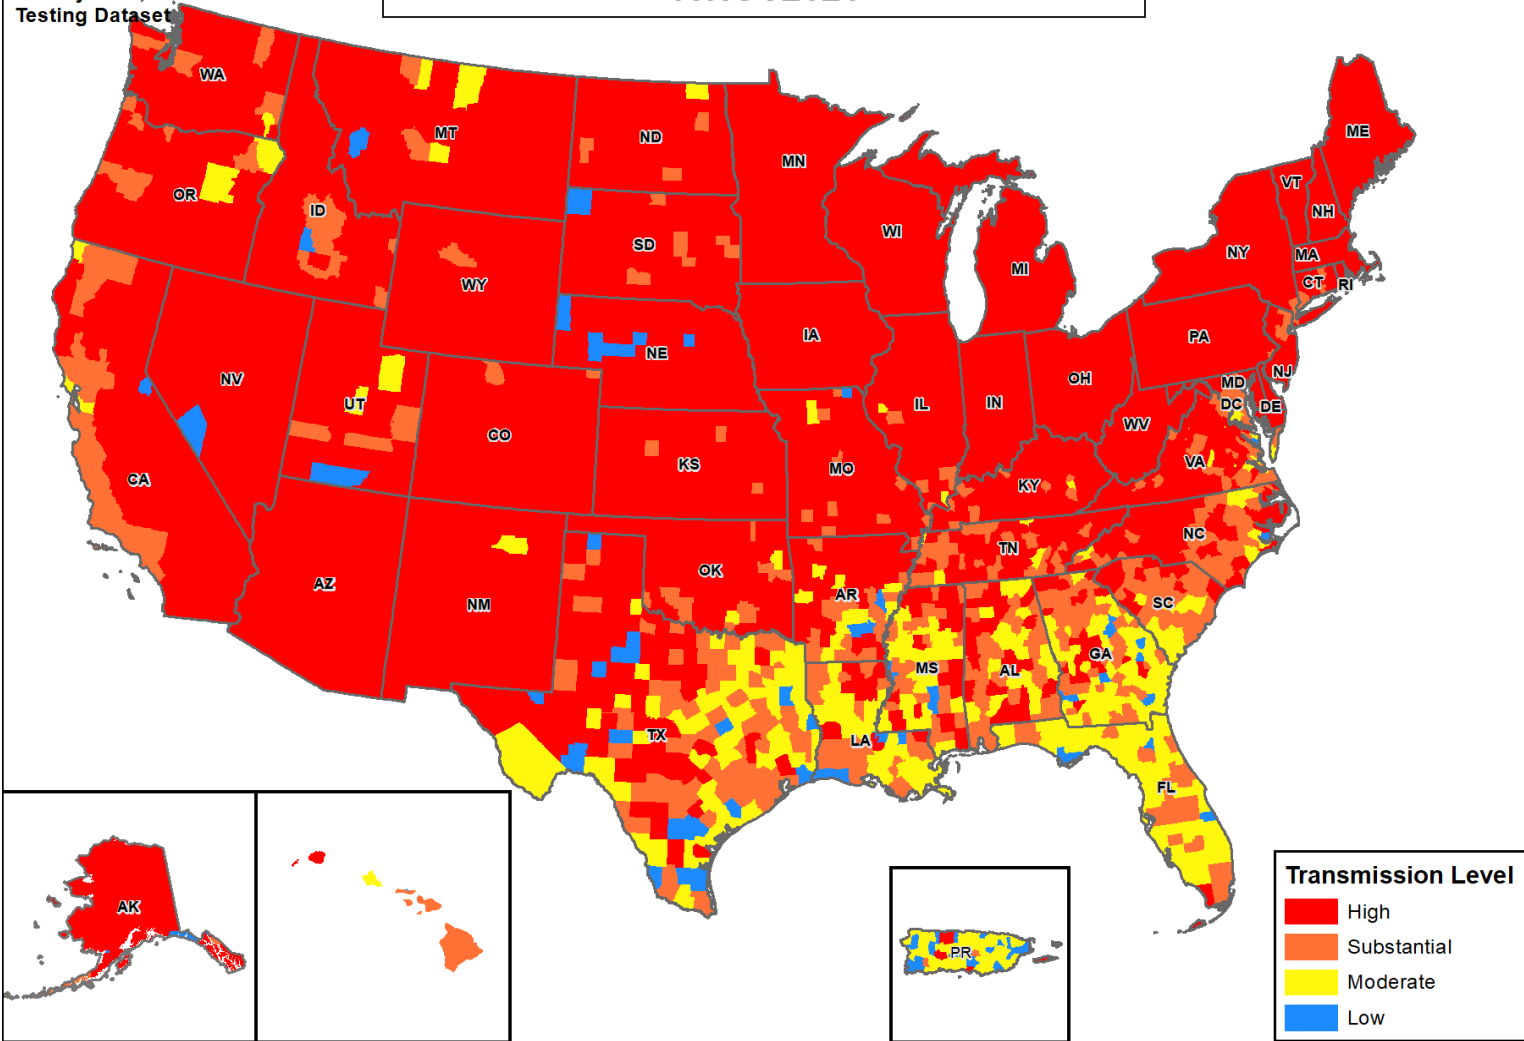 Testing Dataset
WA
MT
ND
MN
ME
OR
ID
SD
WI
VT
NH
WY
MI
NY
MA
CT
RI
IA
PA
NV
NE
UT
CO
IL
IN
OH
NJ
MD
DC
DE
CA
KS
MO
WV
VA
KY
AZ
NM
OK
AR
TN
NC
SC
MS
AL
GA
TX
LA
FL
AK
PR
Transmission Level
High
Substantial
Moderate
Low